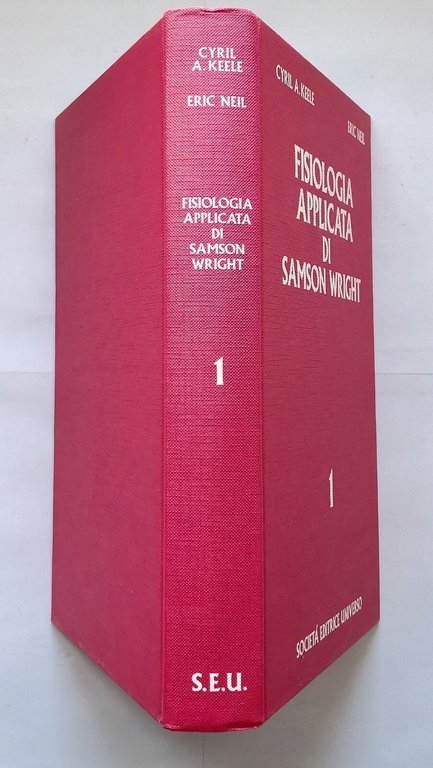 CYRIL
A. KEELE
ERIC NEIL
FISIOLOGIA
APPLICATA
DI
SAMSON
WRIGHT
1
S.E.U.
CYRIL A. KEELE
ERIC NEIL
FISIOLOGIA
APPLICATA
DI
SAMSON WRIGHT
1
SOCIETÁ EDITRICE UNIVERSO